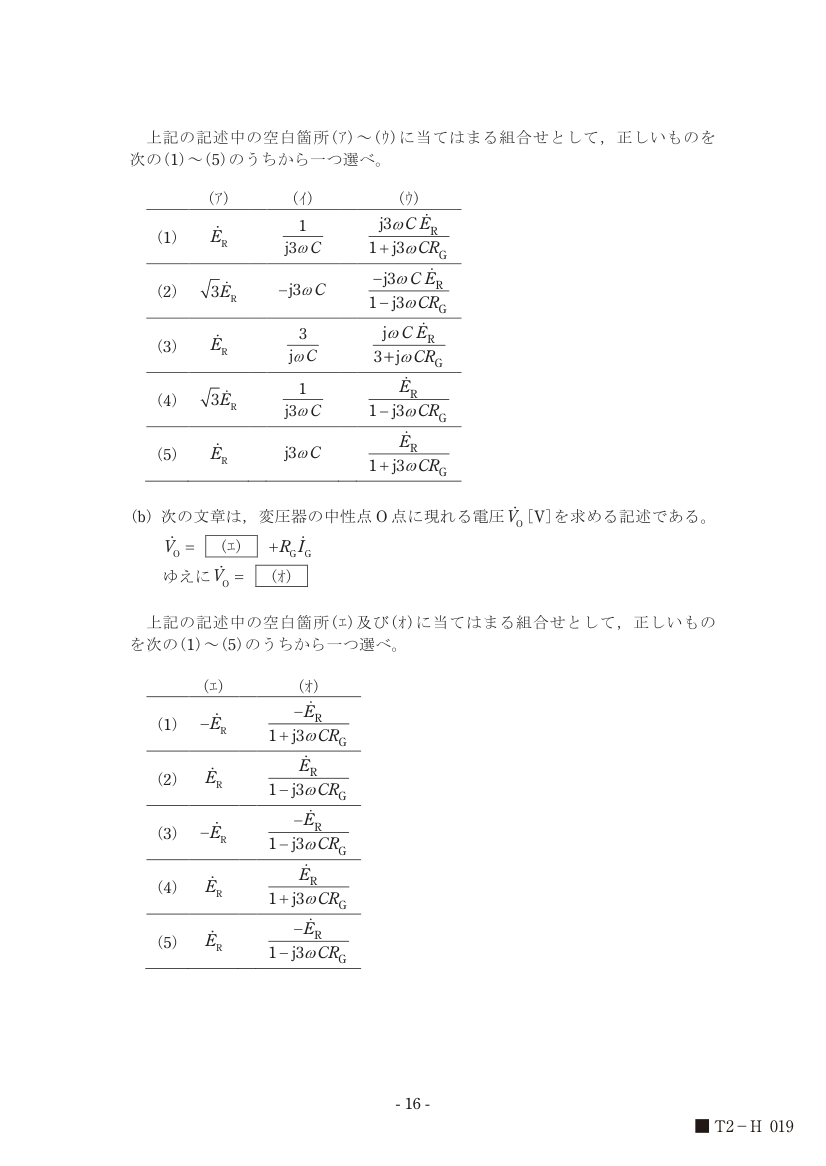 上記の記述中の空白箇所(ｱ)～(ｳ)に当てはまる組合せとして，正しいものを
次の(1)～(5)のうちから一つ選べ。
(ｱ) (ｲ) (ｳ)
(1) Ė_R 1/(j3ωC) j3ωCĖ_R/(1+j3ωCR_G)
(2) √3Ė_R −j3ωC −j3ωCĖ_R/(1−j3ωCR_G)
(3) Ė_R 3/(jωC) jωCĖ_R/(3+jωCR_G)
(4) √3Ė_R 1/(j3ωC) Ė_R/(1−j3ωCR_G)
(5) Ė_R j3ωC Ė_R/(1+j3ωCR_G)
(b) 次の文章は，変圧器の中性点 O 点に現れる電圧 V̇_O [V]を求める記述である。
V̇_O = (ｴ) +R_G İ_G
ゆえに V̇_O = (ｵ)
上記の記述中の空白箇所(ｴ)及び(ｵ)に当てはまる組合せとして，正しいもの
を次の(1)～(5)のうちから一つ選べ。
(ｴ) (ｵ)
(1) −Ė_R −Ė_R/(1+j3ωCR_G)
(2) Ė_R Ė_R/(1−j3ωCR_G)
(3) −Ė_R −Ė_R/(1−j3ωCR_G)
(4) Ė_R Ė_R/(1+j3ωCR_G)
(5) Ė_R −Ė_R/(1−j3ωCR_G)
- 16 -
■ T2－H 019